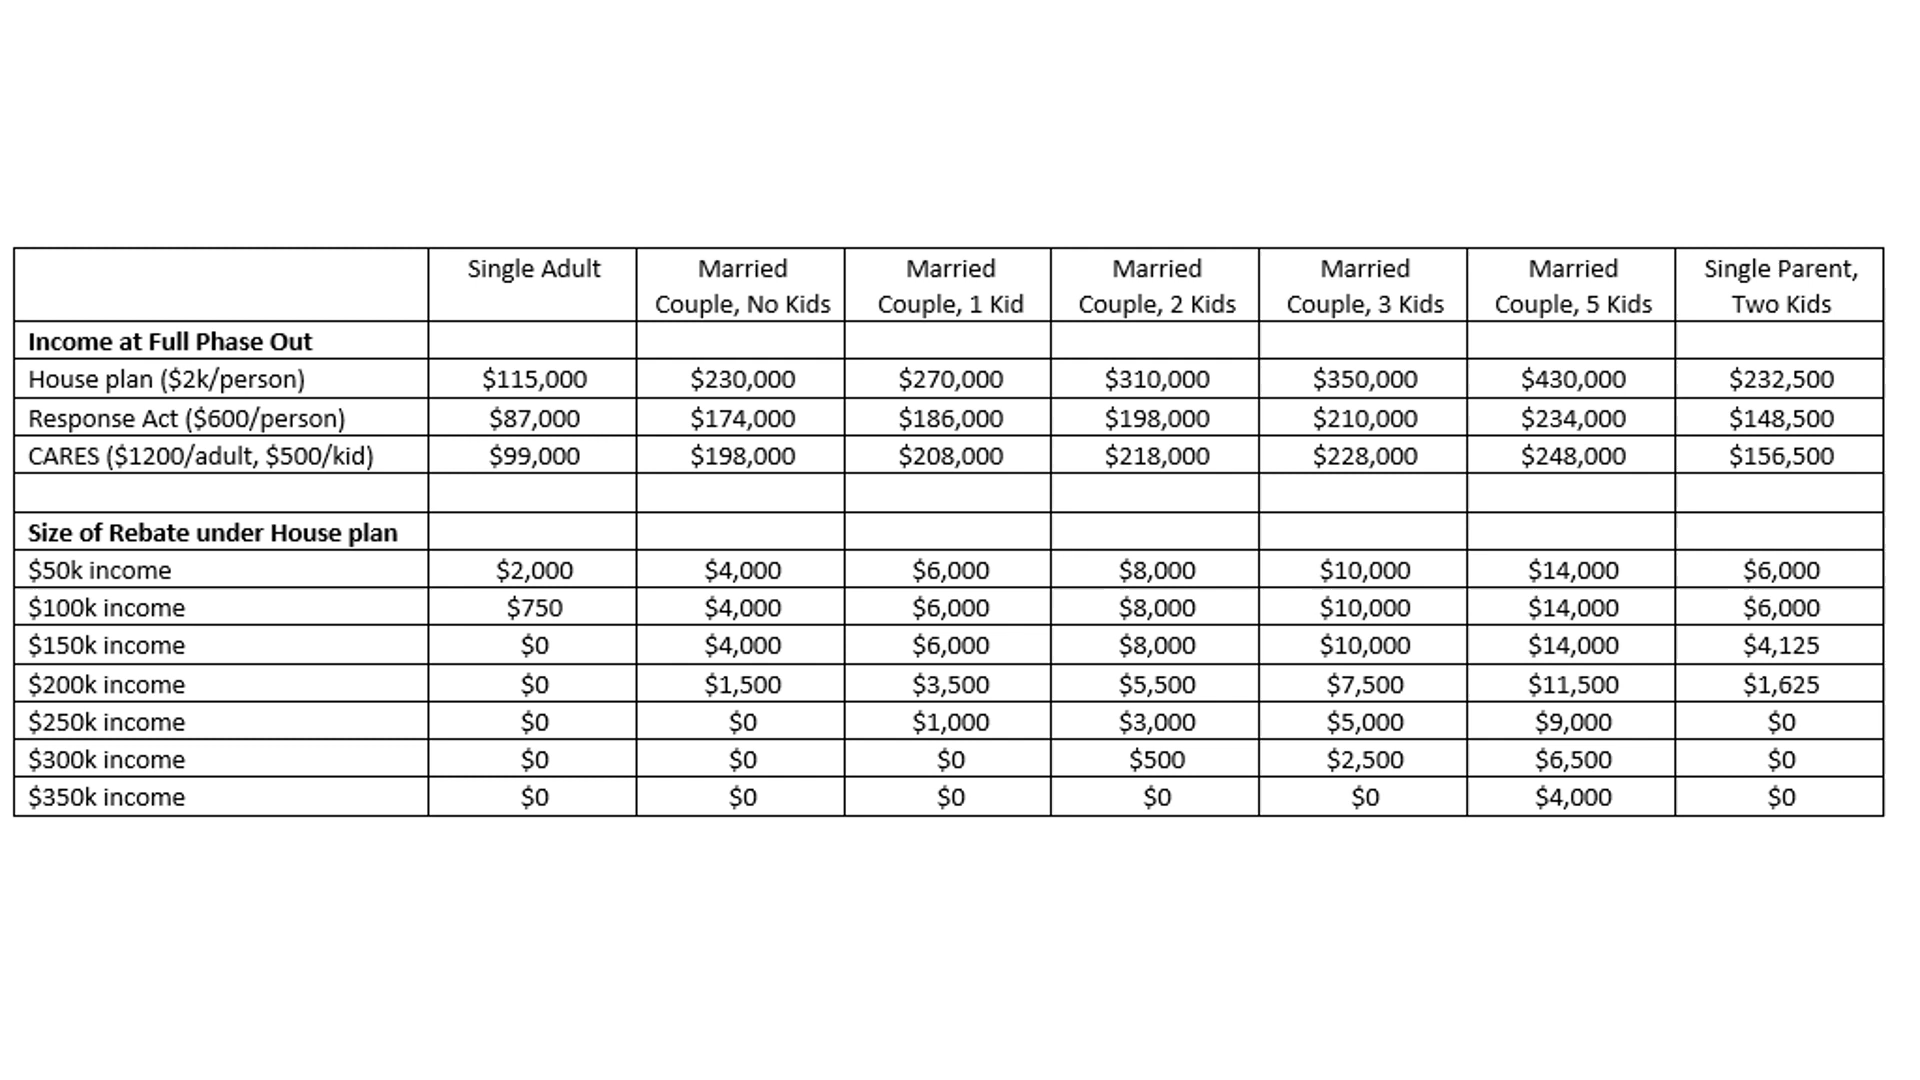 Single Adult Married Married Married Married Married Single Parent,
Couple, No Kids Couple, 1 Kid Couple, 2 Kids Couple, 3 Kids Couple, 5 Kids Two Kids
Income at Full Phase Out
House plan ($2k/person) $115,000 $230,000 $270,000 $310,000 $350,000 $430,000 $232,500
Response Act ($600/person) $87,000 $174,000 $186,000 $198,000 $210,000 $234,000 $148,500
CARES ($1200/adult, $500/kid) $99,000 $198,000 $208,000 $218,000 $228,000 $248,000 $156,500
Size of Rebate under House plan
$50k income $2,000 $4,000 $6,000 $8,000 $10,000 $14,000 $6,000
$100k income $750 $4,000 $6,000 $8,000 $10,000 $14,000 $6,000
$150k income $0 $4,000 $6,000 $8,000 $10,000 $14,000 $4,125
$200k income $0 $1,500 $3,500 $5,500 $7,500 $11,500 $1,625
$250k income $0 $0 $1,000 $3,000 $5,000 $9,000 $0
$300k income $0 $0 $0 $500 $2,500 $6,500 $0
$350k income $0 $0 $0 $0 $0 $4,000 $0